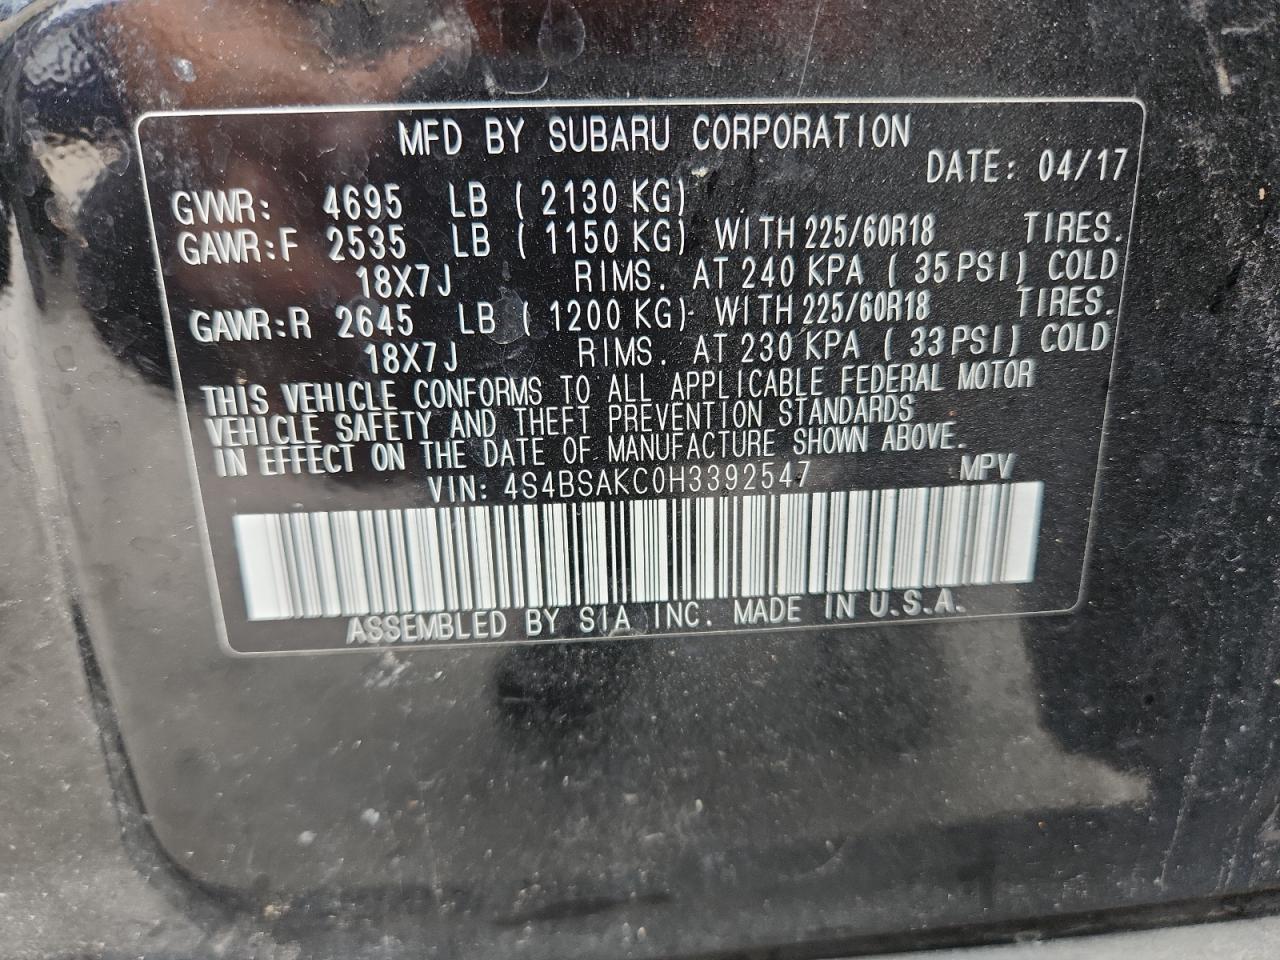 MFD BY SUBARU CORPORATION
DATE: 04/17
GVWR: 4695 LB ( 2130 KG)
GAWR:F 2535 LB ( 1150 KG) WITH 225/60R18 TIRES.
18X7J RIMS. AT 240 KPA ( 35 PSI) COLD
GAWR:R 2645 LB ( 1200 KG) WITH 225/60R18 TIRES.
18X7J RIMS. AT 230 KPA ( 33 PSI) COLD
THIS VEHICLE CONFORMS TO ALL APPLICABLE FEDERAL MOTOR
VEHICLE SAFETY AND THEFT PREVENTION STANDARDS
IN EFFECT ON THE DATE OF MANUFACTURE SHOWN ABOVE.
VIN: 4S4BSAKC0H3392547 MPV
ASSEMBLED BY SIA INC. MADE IN U.S.A.